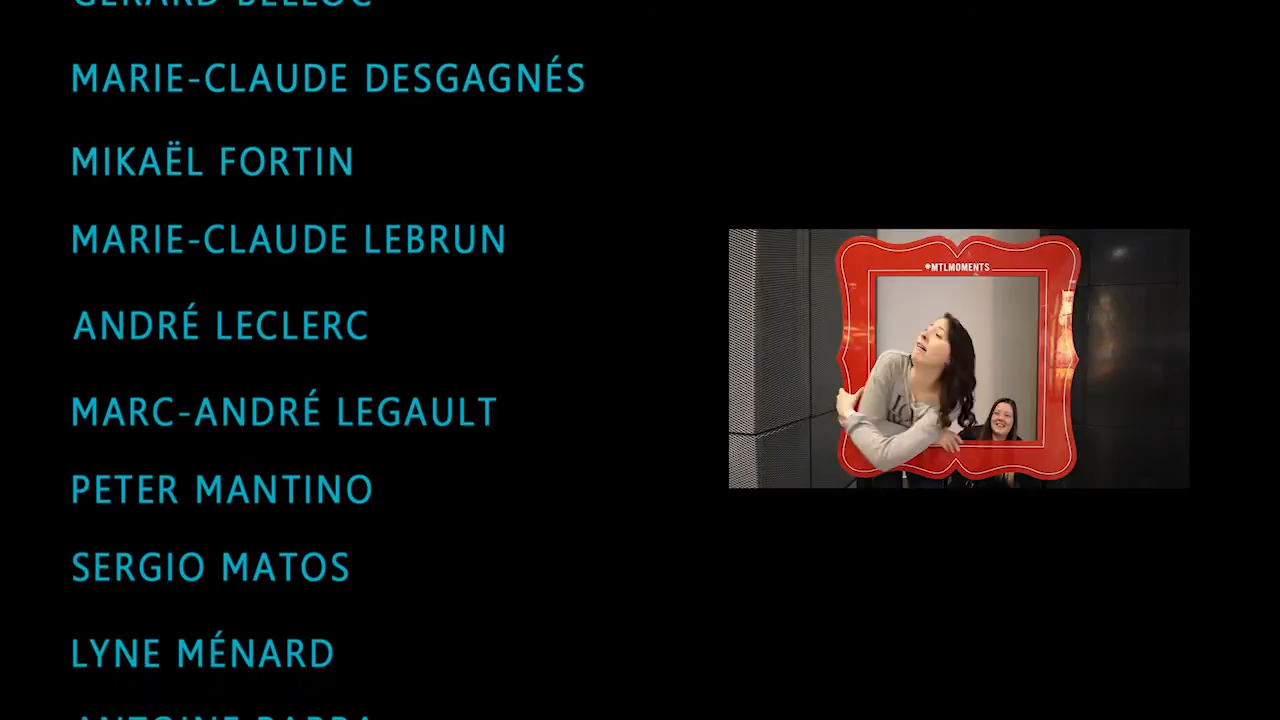 MARIE-CLAUDE DESGAGNÉS
MIKAËL FORTIN
MARIE-CLAUDE LEBRUN
ANDRÉ LECLERC
MARC-ANDRÉ LEGAULT
PETER MANTINO
SERGIO MATOS
LYNE MÉNARD
#MTLMOMENTS